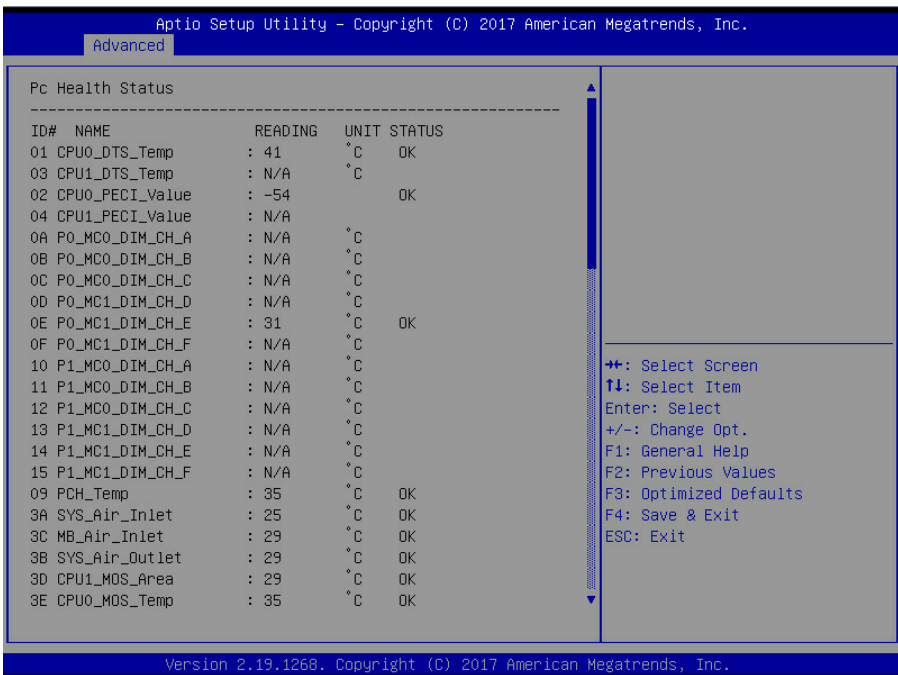 Aptio Setup Utility – Copyright (C) 2017 American Megatrends, Inc.
Advanced
Pc Health Status
------------------------------------------------------------
ID# NAME READING UNIT STATUS
01 CPU0_DTS_Temp : 41 °C OK
03 CPU1_DTS_Temp : N/A °C
02 CPU0_PECI_Value : -54 OK
04 CPU1_PECI_Value : N/A
0A P0_MC0_DIM_CH_A : N/A °C
0B P0_MC0_DIM_CH_B : N/A °C
0C P0_MC0_DIM_CH_C : N/A °C
0D P0_MC1_DIM_CH_D : N/A °C
0E P0_MC1_DIM_CH_E : 31 °C OK
0F P0_MC1_DIM_CH_F : N/A °C
10 P1_MC0_DIM_CH_A : N/A °C
11 P1_MC0_DIM_CH_B : N/A °C
12 P1_MC0_DIM_CH_C : N/A °C
13 P1_MC1_DIM_CH_D : N/A °C
14 P1_MC1_DIM_CH_E : N/A °C
15 P1_MC1_DIM_CH_F : N/A °C
09 PCH_Temp : 35 °C OK
3A SYS_Air_Inlet : 25 °C OK
3C MB_Air_Inlet : 29 °C OK
3B SYS_Air_Outlet : 29 °C OK
3D CPU1_MOS_Area : 29 °C OK
3E CPU0_MOS_Temp : 35 °C OK
→←: Select Screen
↑↓: Select Item
Enter: Select
+/-: Change Opt.
F1: General Help
F2: Previous Values
F3: Optimized Defaults
F4: Save & Exit
ESC: Exit
Version 2.19.1268. Copyright (C) 2017 American Megatrends, Inc.